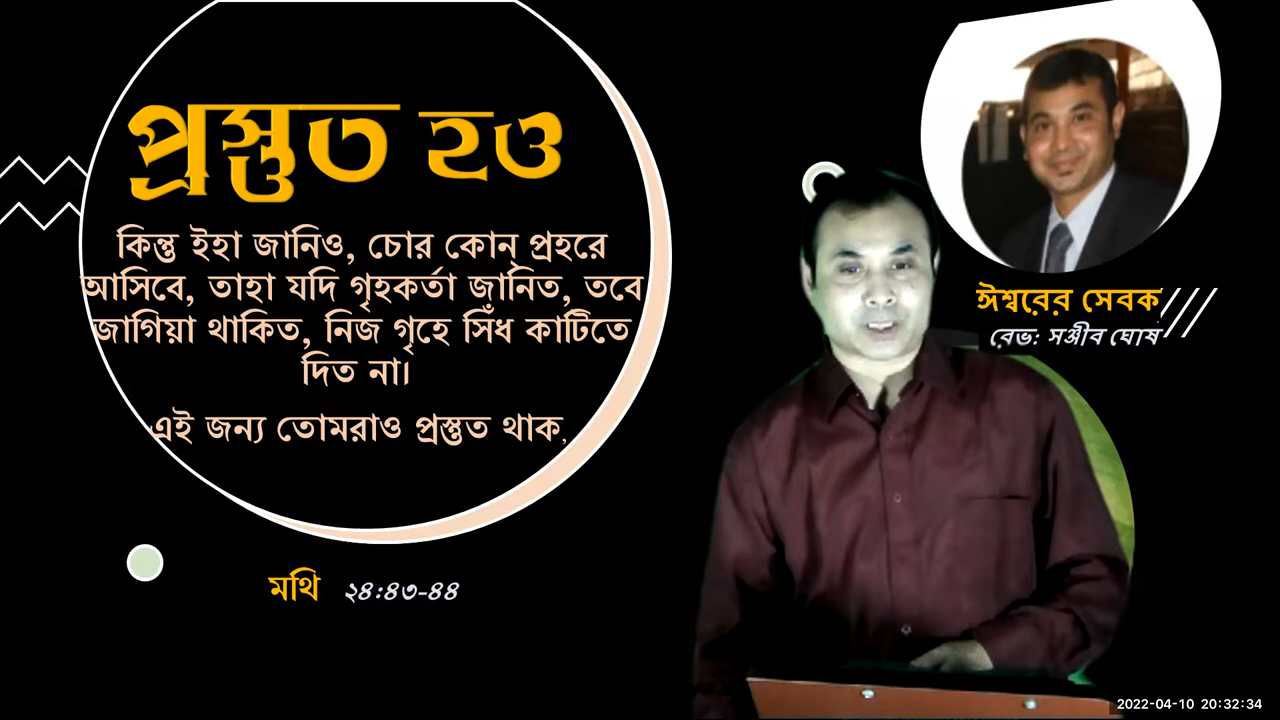 প্রস্তুত হও
কিন্তু ইহা জানিও, চোর কোন্ প্রহরে
আসিবে, তাহা যদি গৃহকর্তা জানিত, তবে
জাগিয়া থাকিত, নিজ গৃহে সিঁধ কাটিতে
দিত না।
এই জন্য তোমরাও প্রস্তুত থাক,
মথি ২৪:৪৩-৪৪
ঈশ্বরের সেবক
রেভ: সঞ্জীব ঘোষ
2022-04-10 20:32:34